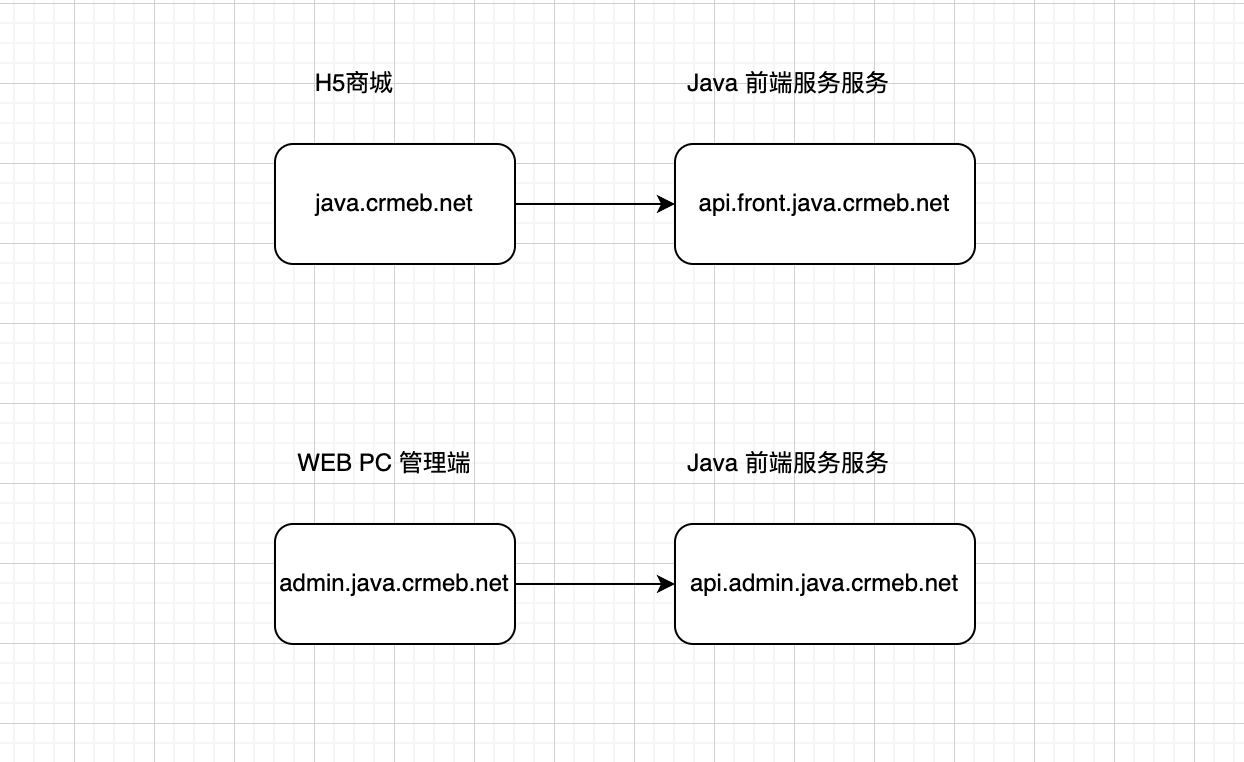 H5商城
Java 前端服务服务
java.crmeb.net
api.front.java.crmeb.net
WEB PC 管理端
Java 前端服务服务
admin.java.crmeb.net
api.admin.java.crmeb.net